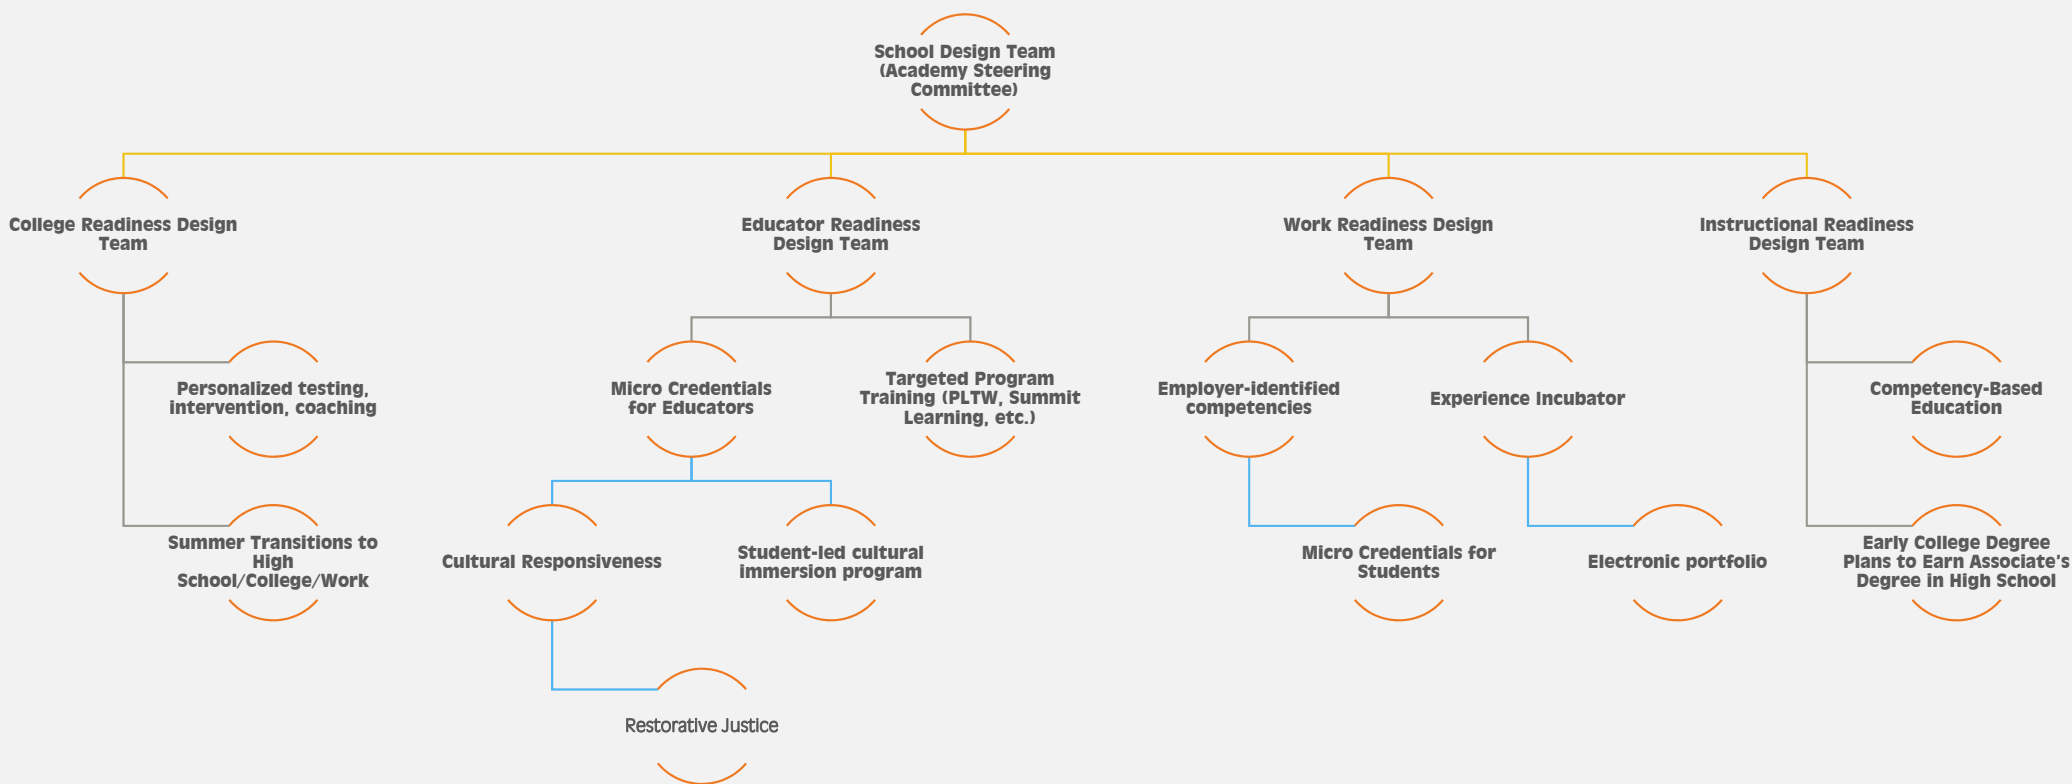 School Design Team
(Academy Steering
Committee)
College Readiness Design
Team
Educator Readiness
Design Team
Work Readiness Design
Team
Instructional Readiness
Design Team
Personalized testing,
intervention, coaching
Micro Credentials
for Educators
Targeted Program
Training (PLTW, Summit
Learning, etc.)
Employer-identified
competencies
Experience Incubator
Competency-Based
Education
Summer Transitions to
High
School/College/Work
Cultural Responsiveness
Student-led cultural
immersion program
Micro Credentials for
Students
Electronic portfolio
Early College Degree
Plans to Earn Associate's
Degree in High School
Restorative Justice